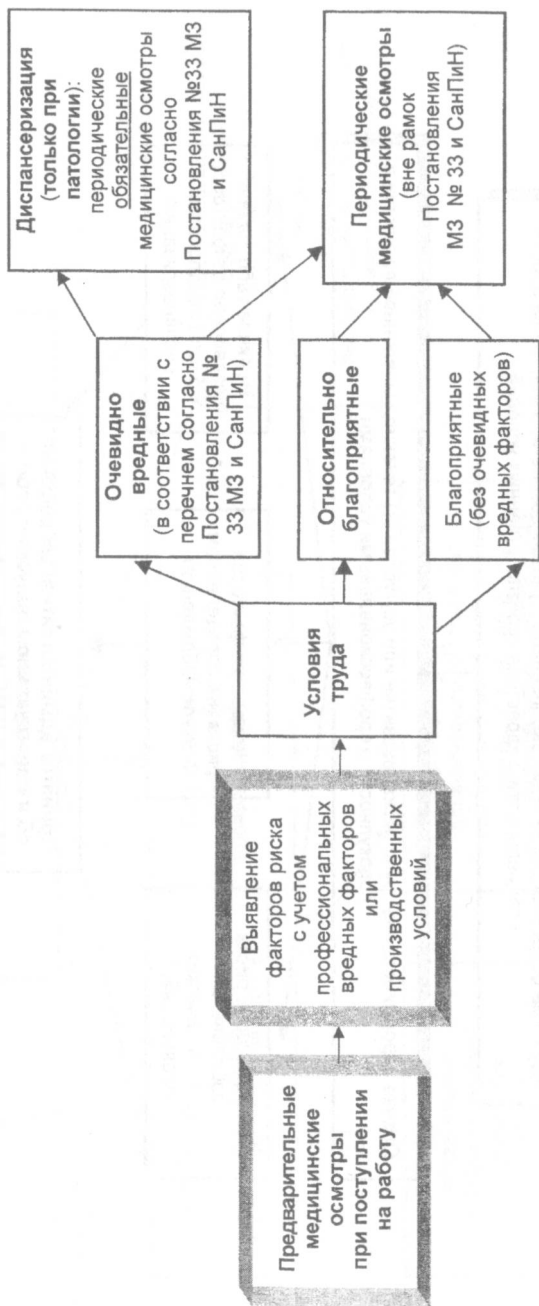 Предварительные
медицинские
осмотры
при поступлении
на работу
Выявление
факторов риска
с учетом
профессиональных
вредных факторов
или
производственных
условий
Условия
труда
Очевидно
вредные
(в соответствии с
перечнем согласно
Постановления №
33 МЗ и СанПиН)
Относительно
благоприятные
Благоприятные
(без очевидных
вредных факторов)
Диспансеризация
(только при
патологии):
периодические
обязательные
медицинские осмотры
согласно
Постановления №33 МЗ
и СанПиН
Периодические
медицинские осмотры
(вне рамок
Постановления
МЗ № 33 и СанПиН)